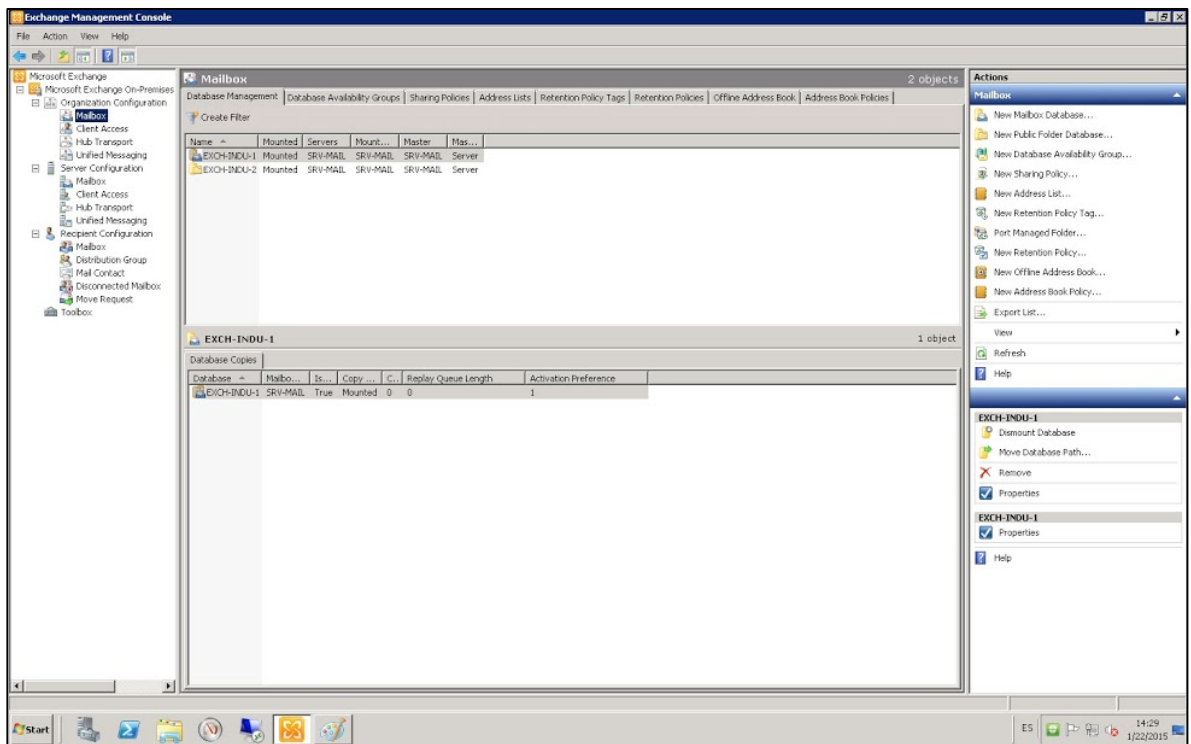 Exchange Management Console
File Action View Help
Microsoft Exchange
Microsoft Exchange On-Premises
Organization Configuration
Mailbox
Client Access
Hub Transport
Unified Messaging
Server Configuration
Mailbox
Client Access
Hub Transport
Unified Messaging
Recipient Configuration
Mailbox
Distribution Group
Mail Contact
Disconnected Mailbox
Move Request
Toolbox
Mailbox 2 objects
Database Management Database Availability Groups Sharing Policies Address Lists Retention Policy Tags Retention Policies Offline Address Book Address Book Policies
Create Filter
Name Mounted Servers Mount... Master Mas...
EXCH-INDU-1 Mounted SRV-MAIL SRV-MAIL SRV-MAIL Server
EXCH-INDU-2 Mounted SRV-MAIL SRV-MAIL SRV-MAIL Server
EXCH-INDU-1 1 object
Database Copies
Database Mailbo... Is... Copy ... C.. Replay Queue Length Activation Preference
EXCH-INDU-1 SRV-MAIL True Mounted 0 0 1
Actions
Mailbox
New Mailbox Database...
New Public Folder Database...
New Database Availability Group...
New Sharing Policy...
New Address List...
New Retention Policy Tag...
Port Managed Folder...
New Retention Policy...
New Offline Address Book...
New Address Book Policy...
Export List...
View
Refresh
Help
EXCH-INDU-1
Dismount Database
Move Database Path...
Remove
Properties
EXCH-INDU-1
Properties
Help
Start
ES
14:29
1/22/2015